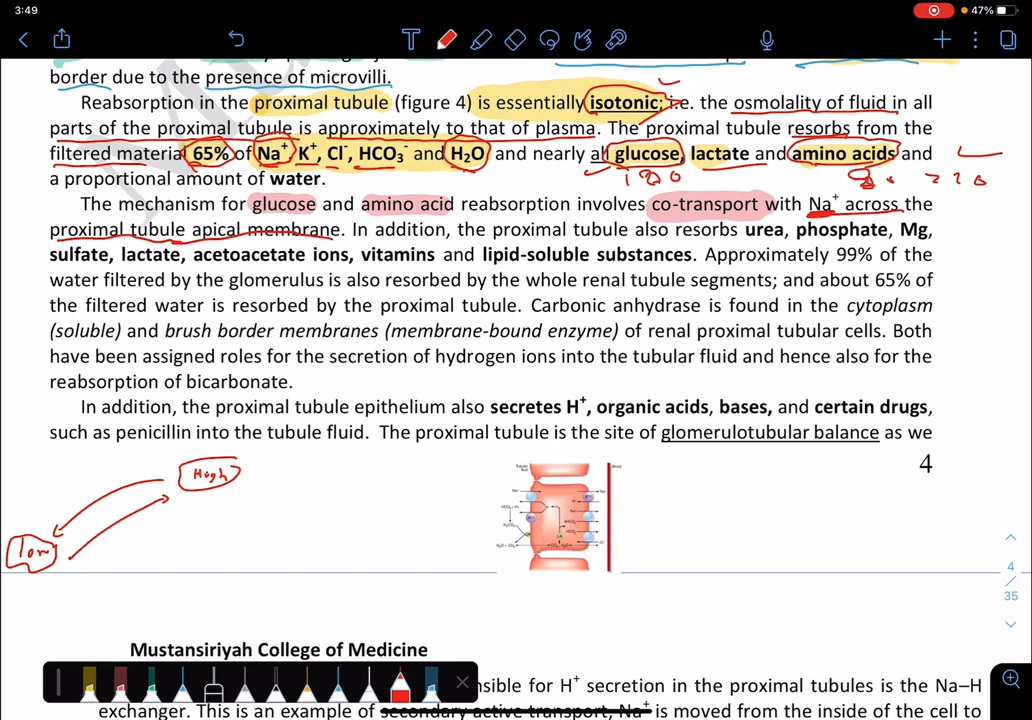 3:49
47%
T
border due to the presence of microvilli.
Reabsorption in the proximal tubule (figure 4) is essentially isotonic; i.e. the osmolality of fluid in all
parts of the proximal tubule is approximately to that of plasma. The proximal tubule resorbs from the
filtered material 65% of Na⁺ K⁺, Cl⁻, HCO₃⁻ and H₂O and nearly all glucose, lactate and amino acids and
a proportional amount of water.
The mechanism for glucose and amino acid reabsorption involves co-transport with Na⁺ across the
proximal tubule apical membrane. In addition, the proximal tubule also resorbs urea, phosphate, Mg,
sulfate, lactate, acetoacetate ions, vitamins and lipid-soluble substances. Approximately 99% of the
water filtered by the glomerulus is also resorbed by the whole renal tubule segments; and about 65% of
the filtered water is resorbed by the proximal tubule. Carbonic anhydrase is found in the cytoplasm
(soluble) and brush border membranes (membrane-bound enzyme) of renal proximal tubular cells. Both
have been assigned roles for the secretion of hydrogen ions into the tubular fluid and hence also for the
reabsorption of bicarbonate.
In addition, the proximal tubule epithelium also secretes H⁺, organic acids, bases, and certain drugs,
such as penicillin into the tubule fluid. The proximal tubule is the site of glomerulotubular balance as we
4
High
low
4
35
Mustansiriyah College of Medicine
nsible for H⁺ secretion in the proximal tubules is the Na–H
exchanger. This is an example of secondary active transport, Na⁺ is moved from the inside of the cell to